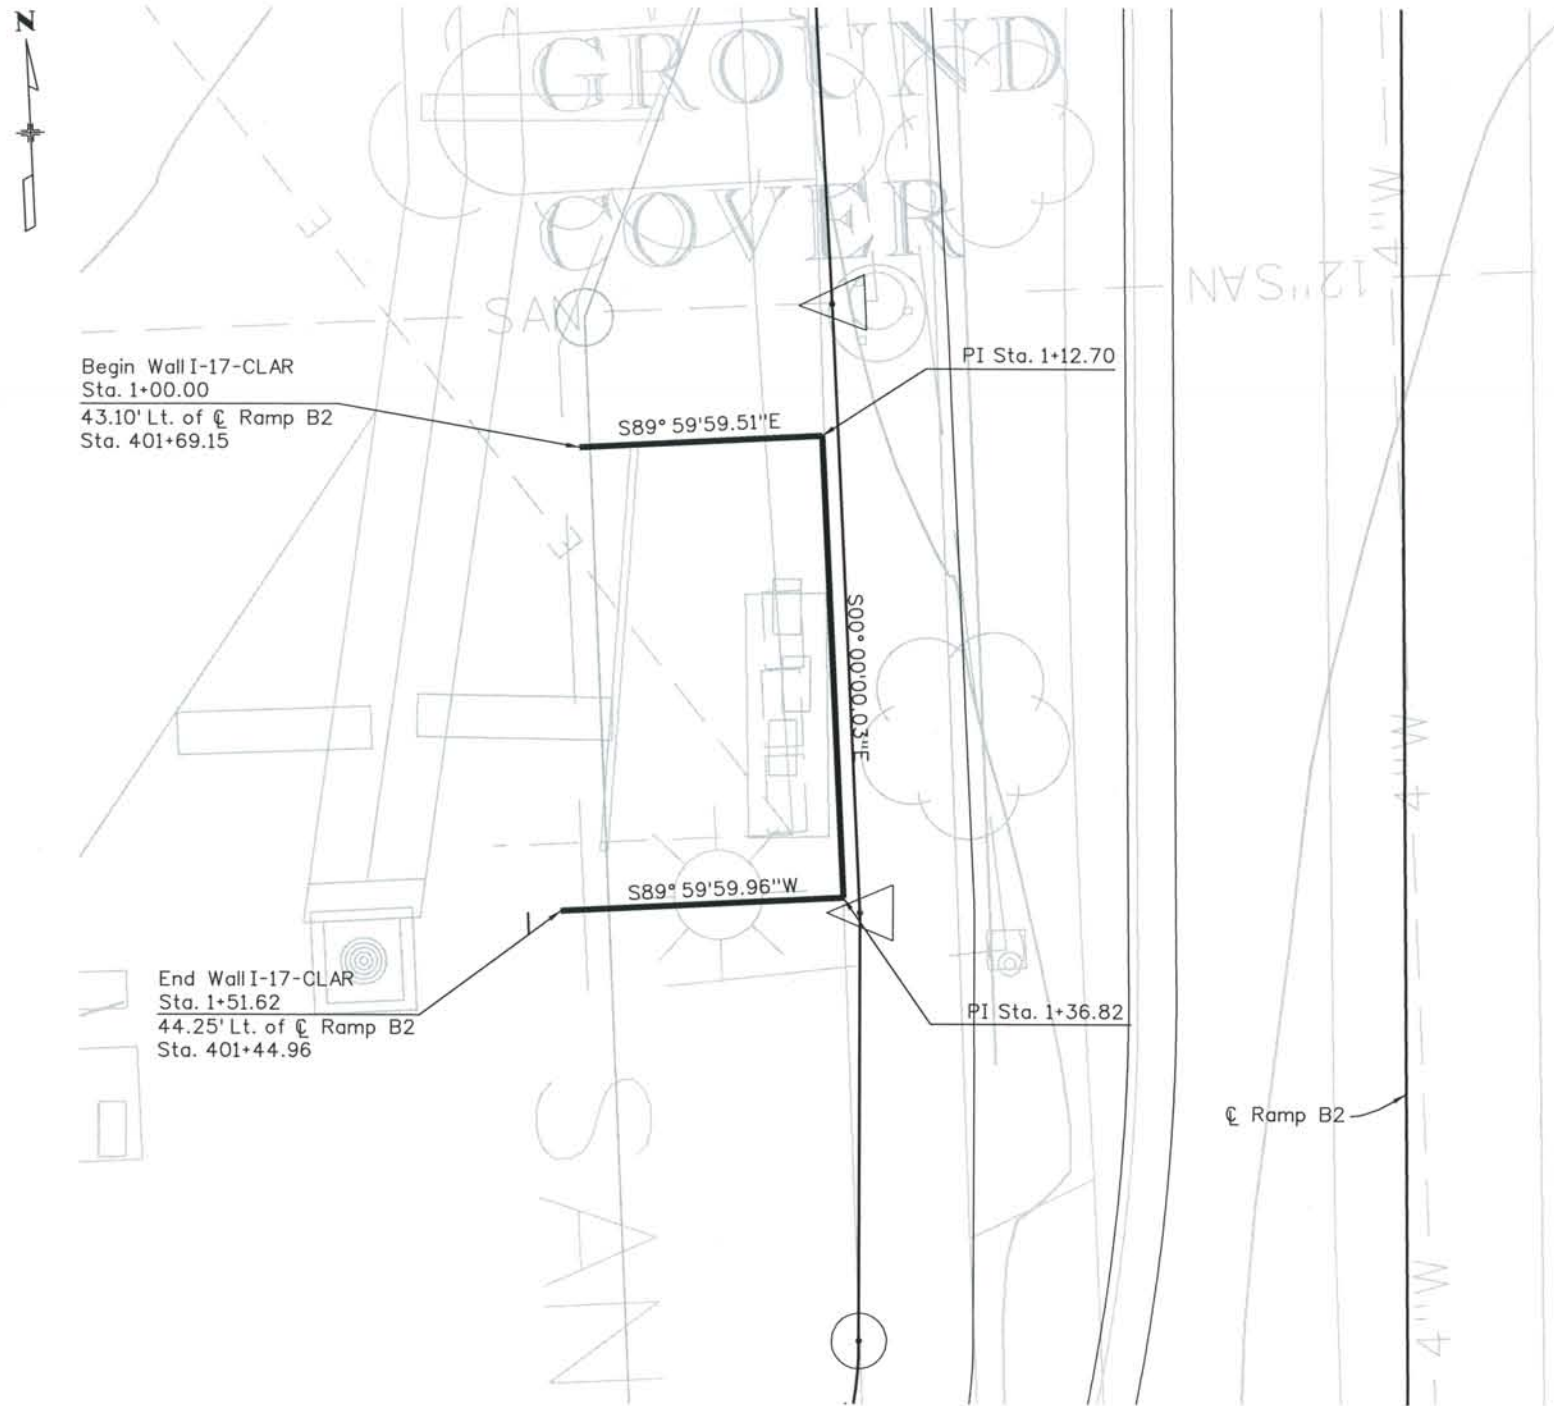 N
GROUND
COVER
E
4"W
12"SAN
SAN
Begin Wall I-17-CLAR
Sta. 1+00.00
43.10' Lt. of ℄ Ramp B2
Sta. 401+69.15
PI Sta. 1+12.70
S89° 59'59.51"E
E
S00° 00'00.03"E
4"W
S89° 59'59.96"W
End Wall I-17-CLAR
Sta. 1+51.62
44.25' Lt. of ℄ Ramp B2
Sta. 401+44.96
PI Sta. 1+36.82
℄ Ramp B2
SAN
4"W